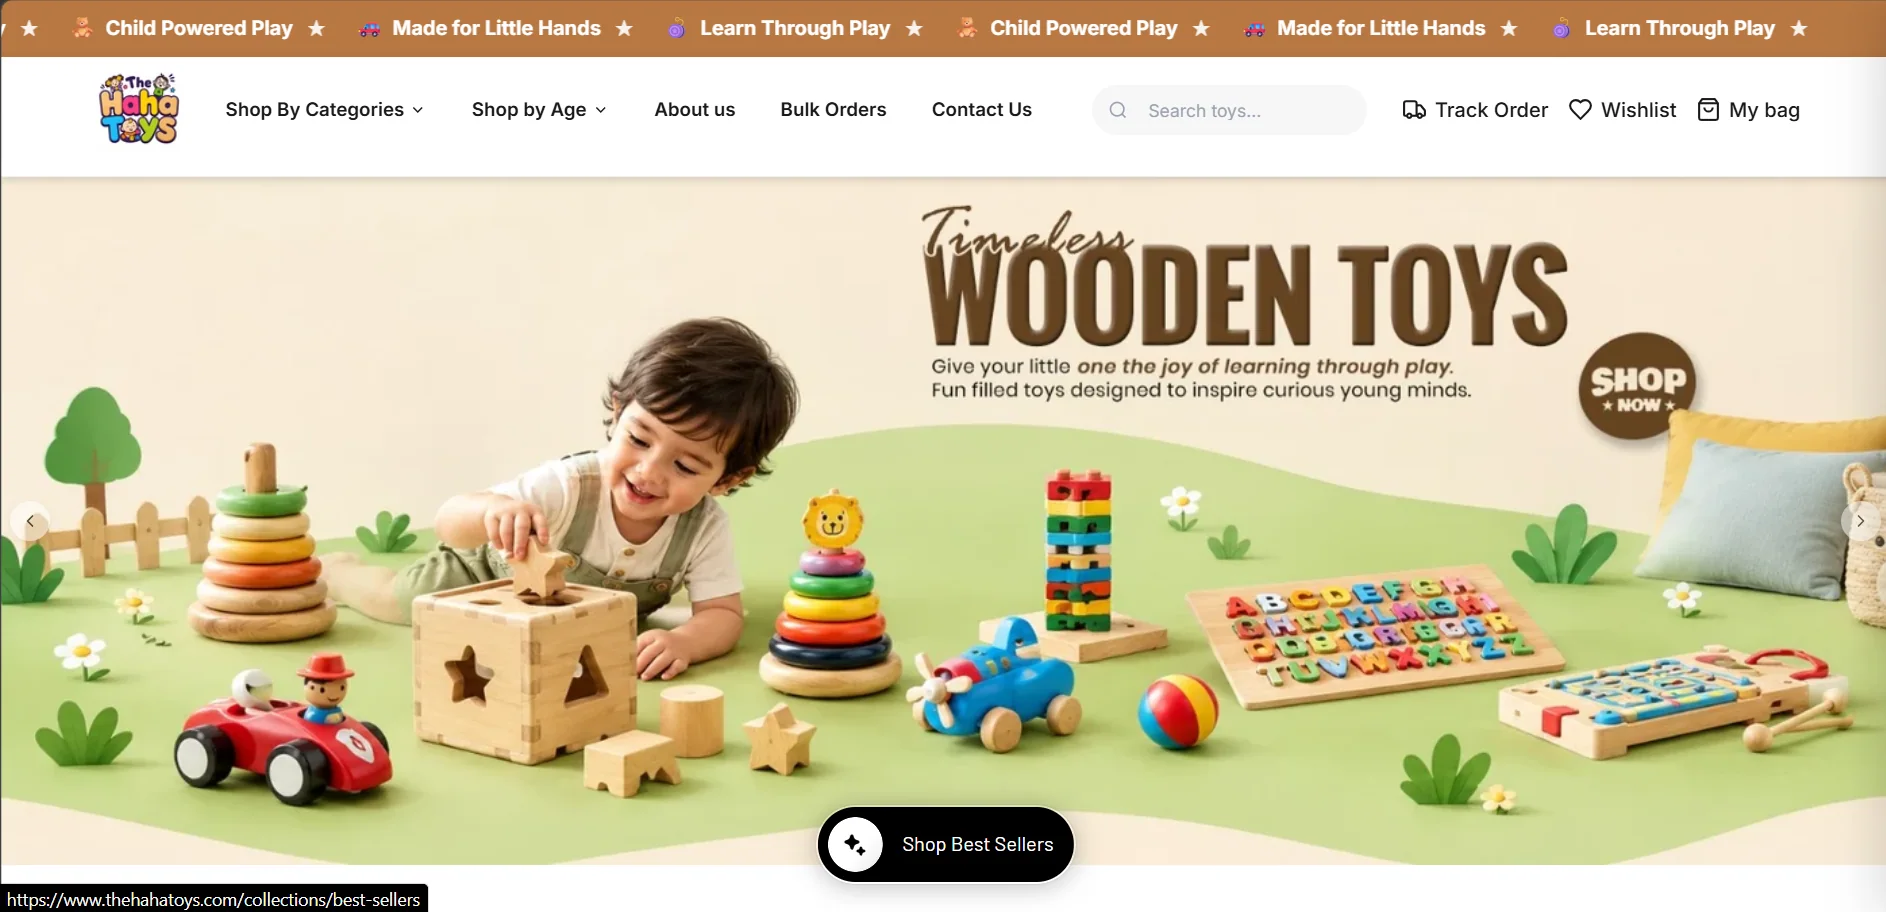 ★ Child Powered Play ★ Made for Little Hands ★ Learn Through Play ★ Child Powered Play ★ Made for Little Hands ★ Learn Through Play ★
The
Haha
Toys
Shop By Categories
Shop by Age
About us
Bulk Orders
Contact Us
Search toys...
Track Order
Wishlist
My bag
Timeless
WOODEN TOYS
Give your little one the joy of learning through play.
Fun filled toys designed to inspire curious young minds.
SHOP
★ NOW ★
Shop Best Sellers
https://www.thehahatoys.com/collections/best-sellers